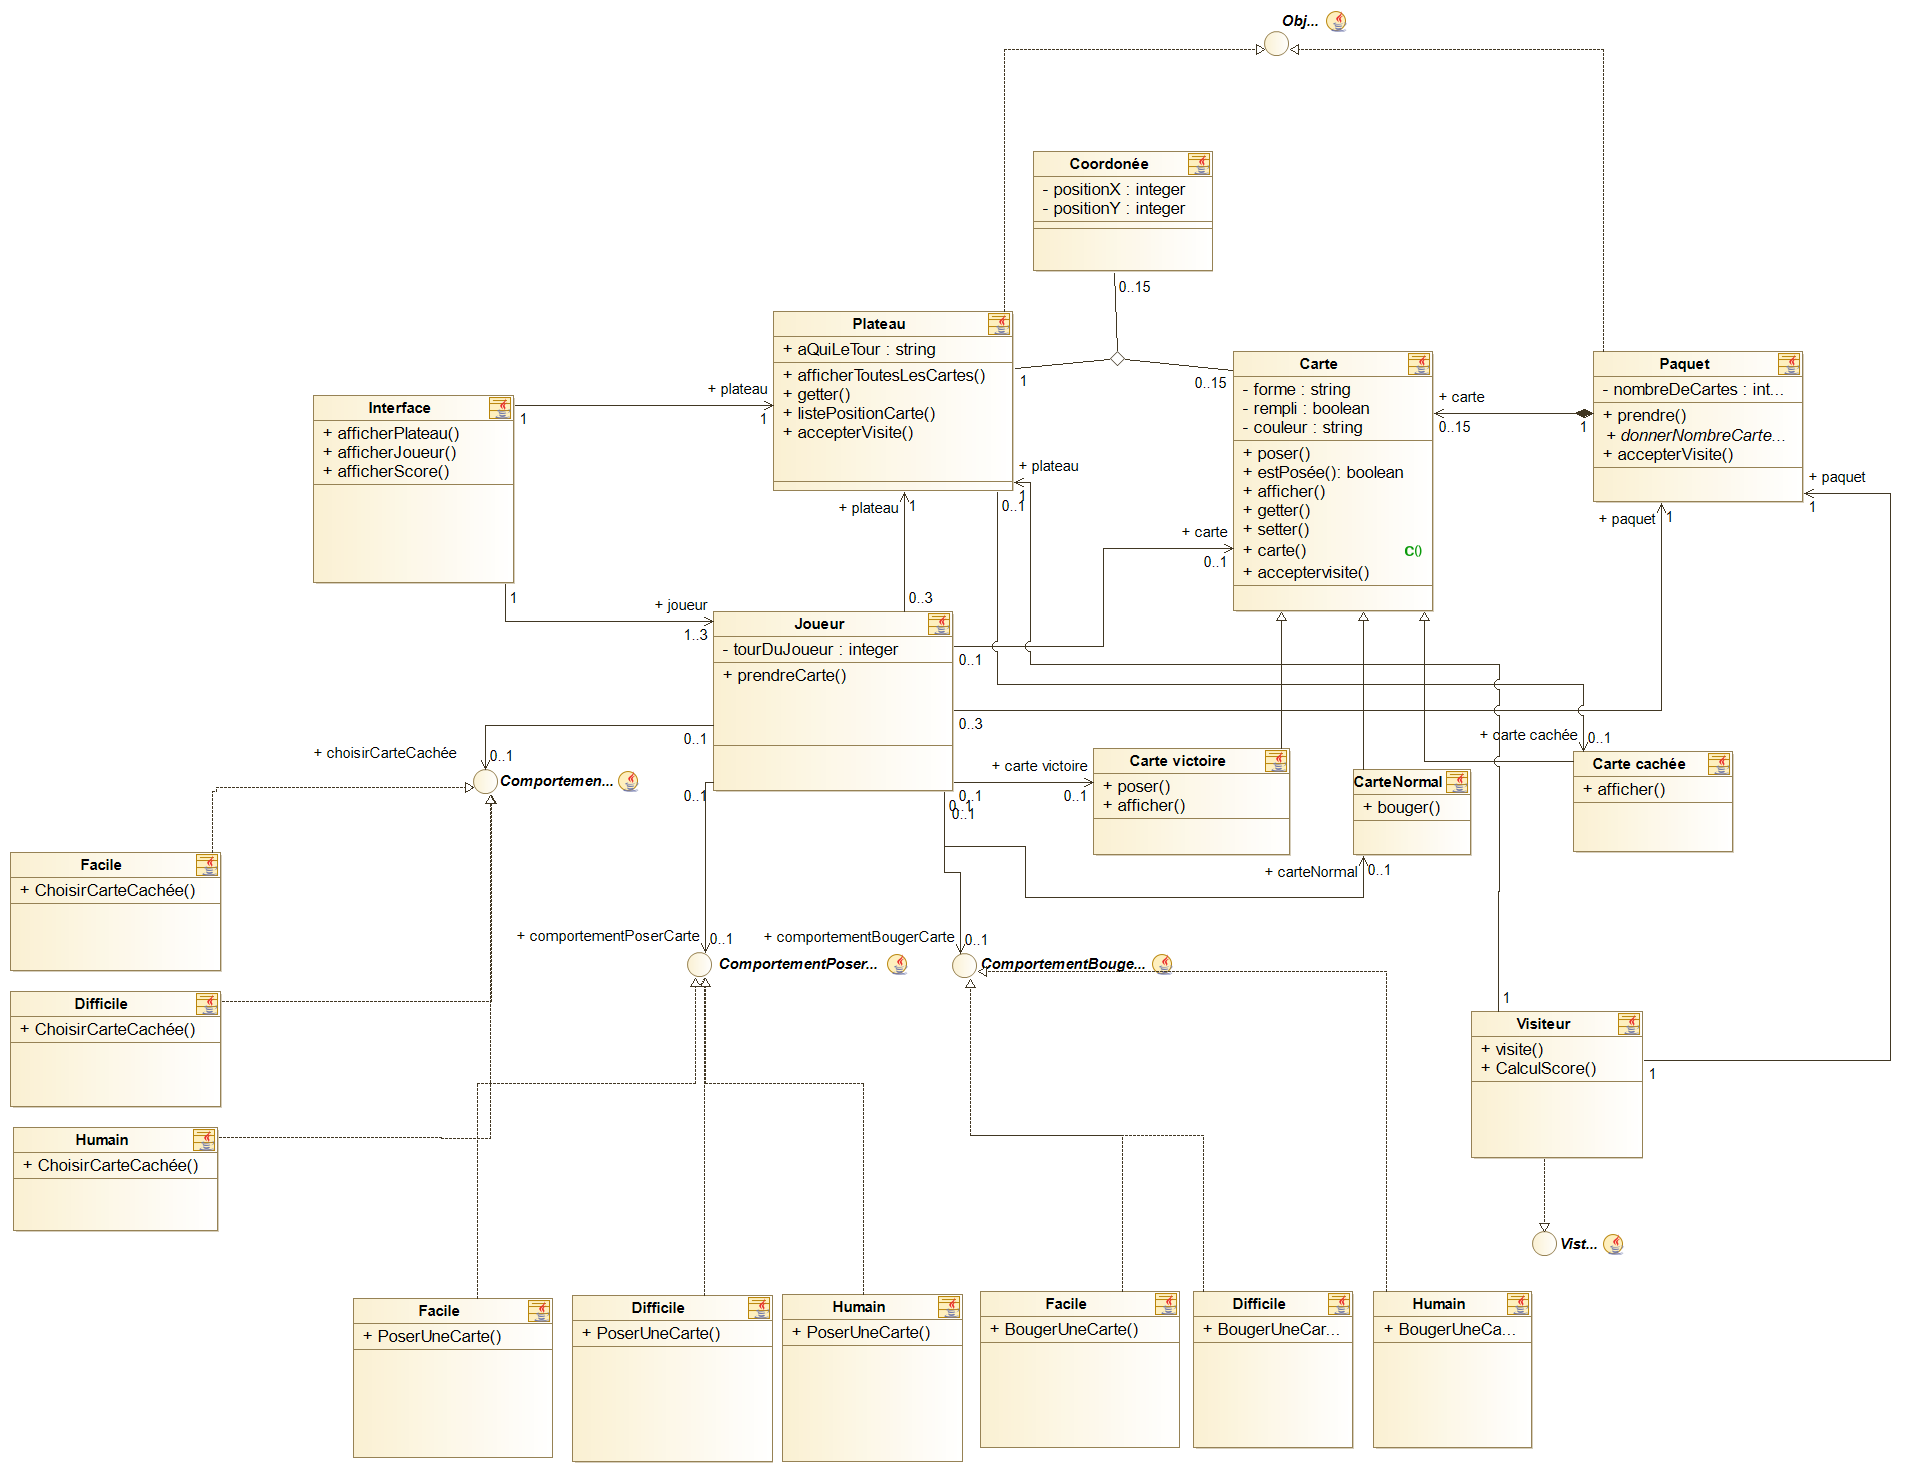 Obj...
Coordonée
- positionX : integer
- positionY : integer
0..15
Plateau
+ aQuiLeTour : string
+ afficherToutesLesCartes()
+ getter()
+ listePositionCarte()
+ accepterVisite()
1
0..15
Carte
- forme : string
- rempli : boolean
- couleur : string
+ poser()
+ estPosée(): boolean
+ afficher()
+ getter()
+ setter()
+ carte()
C()
+ acceptervisite()
Paquet
- nombreDeCartes : int...
+ prendre()
+ donnerNombreCarte...
+ accepterVisite()
+ carte
0..15
1
+ paquet
1
+ paquet
1
Interface
+ afficherPlateau()
+ afficherJoueur()
+ afficherScore()
1
+ plateau
1
1
+ joueur
1..3
+ plateau
1
0..3
+ plateau
1
0..1
+ carte
0..1
Joueur
- tourDuJoueur : integer
+ prendreCarte()
0..1
0..3
0..1
+ choisirCarteCachée
0..1
Comportemen...
0..1
+ carte victoire
0..1
0..1
0..1
0..1
Carte victoire
+ poser()
+ afficher()
CarteNormal
+ bouger()
+ carteNormal
0..1
+ carte cachée
0..1
Carte cachée
+ afficher()
Facile
+ ChoisirCarteCachée()
Difficile
+ ChoisirCarteCachée()
Humain
+ ChoisirCarteCachée()
+ comportementPoserCarte
0..1
ComportementPoser...
+ comportementBougerCarte
0..1
ComportementBouge...
1
Visiteur
+ visite()
+ CalculScore()
1
Vist...
Facile
+ PoserUneCarte()
Difficile
+ PoserUneCarte()
Humain
+ PoserUneCarte()
Facile
+ BougerUneCarte()
Difficile
+ BougerUneCar...
Humain
+ BougerUneCa...